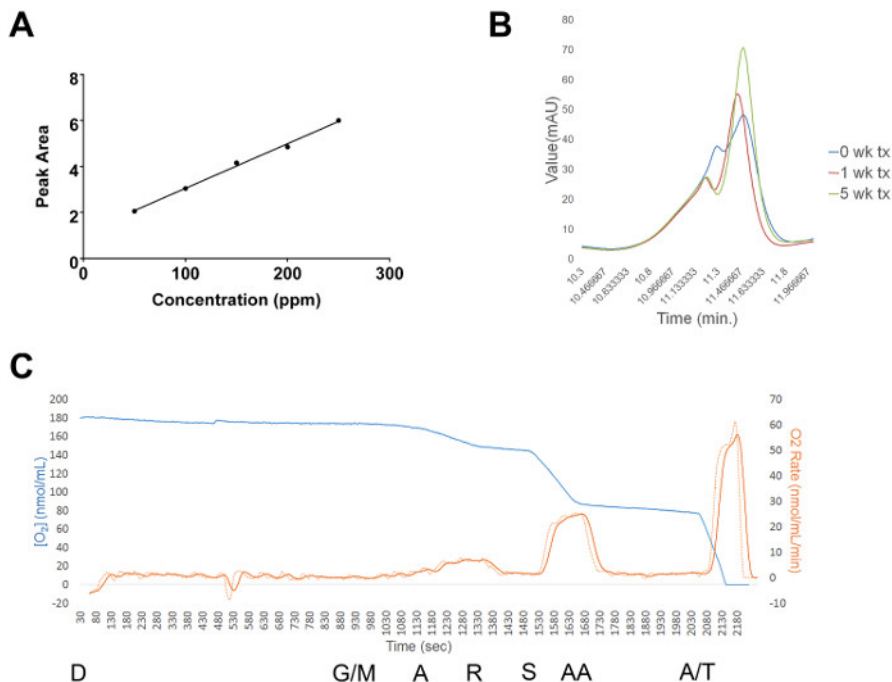 A
8
6
4
2
0
Peak Area
0 100 200 300
Concentration (ppm)
B
80
70
60
50
40
30
20
10
0
Value(mAU)
10.3 10.466667 10.633333 10.8 10.966667 11.133333 11.3 11.466667 11.633333 11.8 11.966667
Time (min.)
0 wk tx
1 wk tx
5 wk tx
C
200
180
160
140
120
100
80
60
40
20
0
-20
[O₂] (nmol/mL)
70
60
50
40
30
20
10
0
-10
O2 Rate (nmol/mL/min)
30 80 130 180 230 280 330 380 430 480 530 580 630 680 730 780 830 880 930 980 1030 1080 1130 1180 1230 1280 1330 1380 1430 1480 1530 1580 1630 1680 1730 1780 1830 1880 1930 1980 2030 2080 2130 2180
Time (sec)
D G/M A R S AA A/T